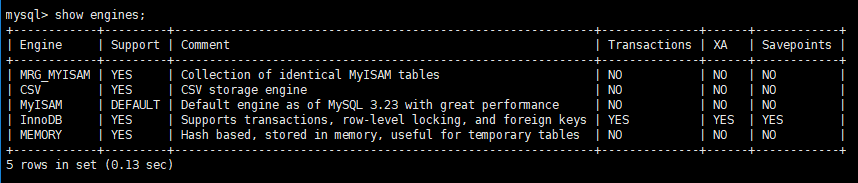 mysql> show engines;
+------------+---------+------------------------------------------------------------+--------------+------+------------+
| Engine     | Support | Comment                                                    | Transactions | XA   | Savepoints |
+------------+---------+------------------------------------------------------------+--------------+------+------------+
| MRG_MYISAM | YES     | Collection of identical MyISAM tables                      | NO           | NO   | NO         |
| CSV        | YES     | CSV storage engine                                         | NO           | NO   | NO         |
| MyISAM     | DEFAULT | Default engine as of MySQL 3.23 with great performance     | NO           | NO   | NO         |
| InnoDB     | YES     | Supports transactions, row-level locking, and foreign keys | YES          | YES  | YES        |
| MEMORY     | YES     | Hash based, stored in memory, useful for temporary tables  | NO           | NO   | NO         |
+------------+---------+------------------------------------------------------------+--------------+------+------------+
5 rows in set (0.13 sec)